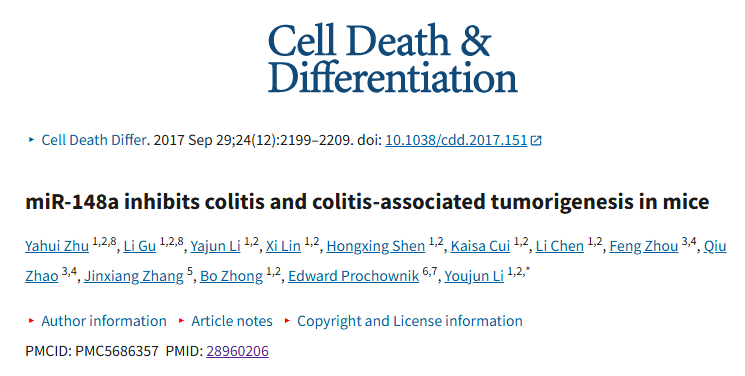 Cell Death &
Differentiation
‣ Cell Death Differ. 2017 Sep 29;24(12):2199–2209. doi: 10.1038/cdd.2017.151
miR-148a inhibits colitis and colitis-associated tumorigenesis in mice
Yahui Zhu 1,2,8, Li Gu 1,2,8, Yajun Li 1,2, Xi Lin 1,2, Hongxing Shen 1,2, Kaisa Cui 1,2, Li Chen 1,2, Feng Zhou 3,4, Qiu
Zhao 3,4, Jinxiang Zhang 5, Bo Zhong 1,2, Edward Prochownik 6,7, Youjun Li 1,2,*
‣ Author information ‣ Article notes ‣ Copyright and License information
PMCID: PMC5686357 PMID: 28960206